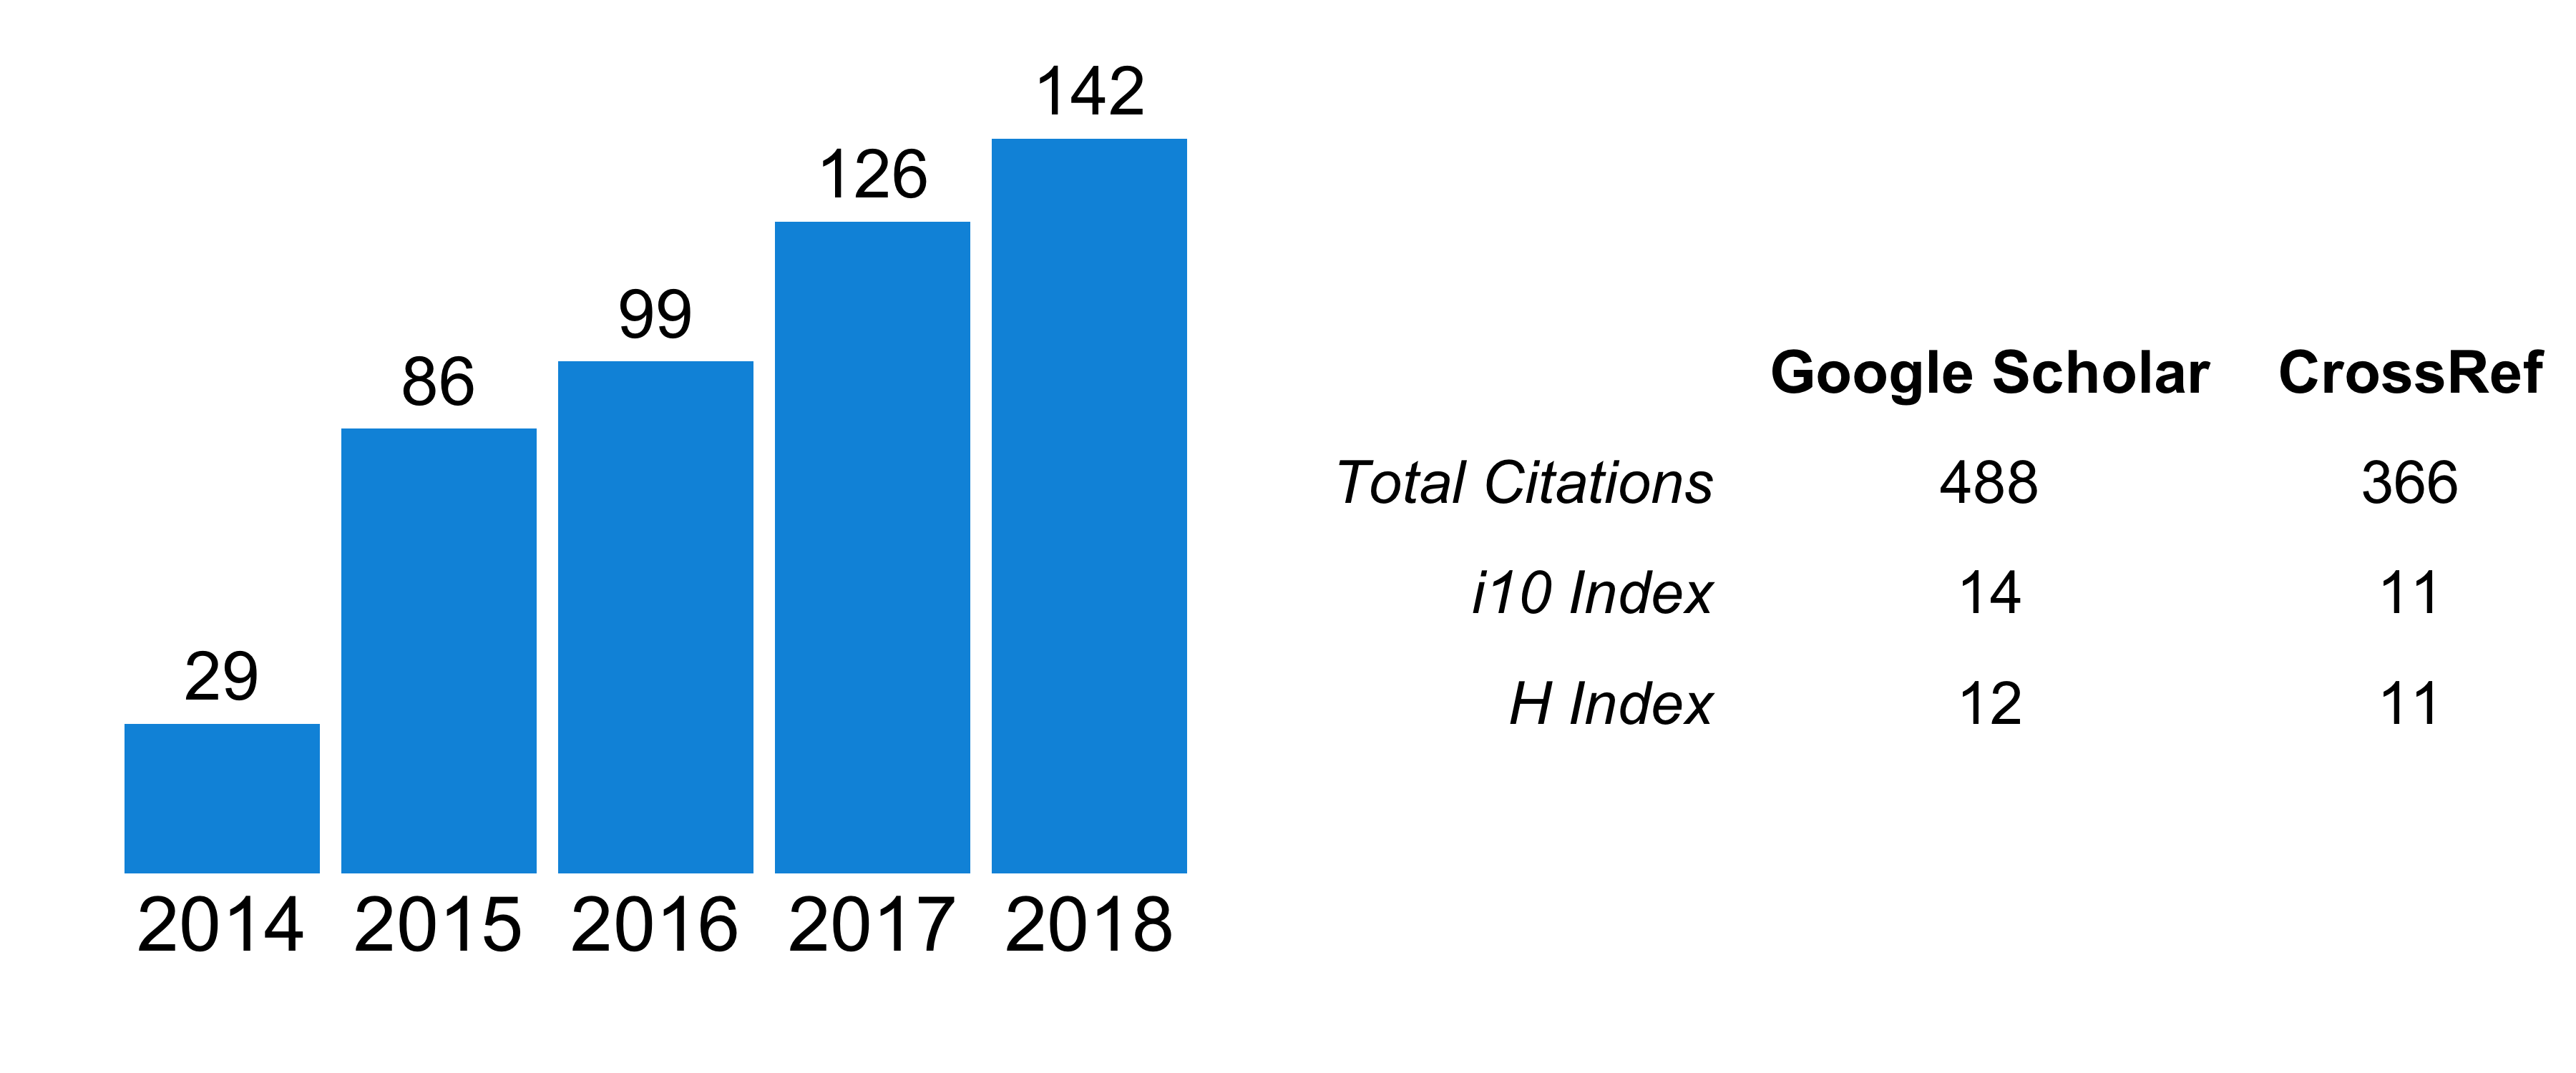 142
126
99
86
29
2014 2015 2016 2017 2018
Google Scholar CrossRef
Total Citations 488 366
i10 Index 14 11
H Index 12 11